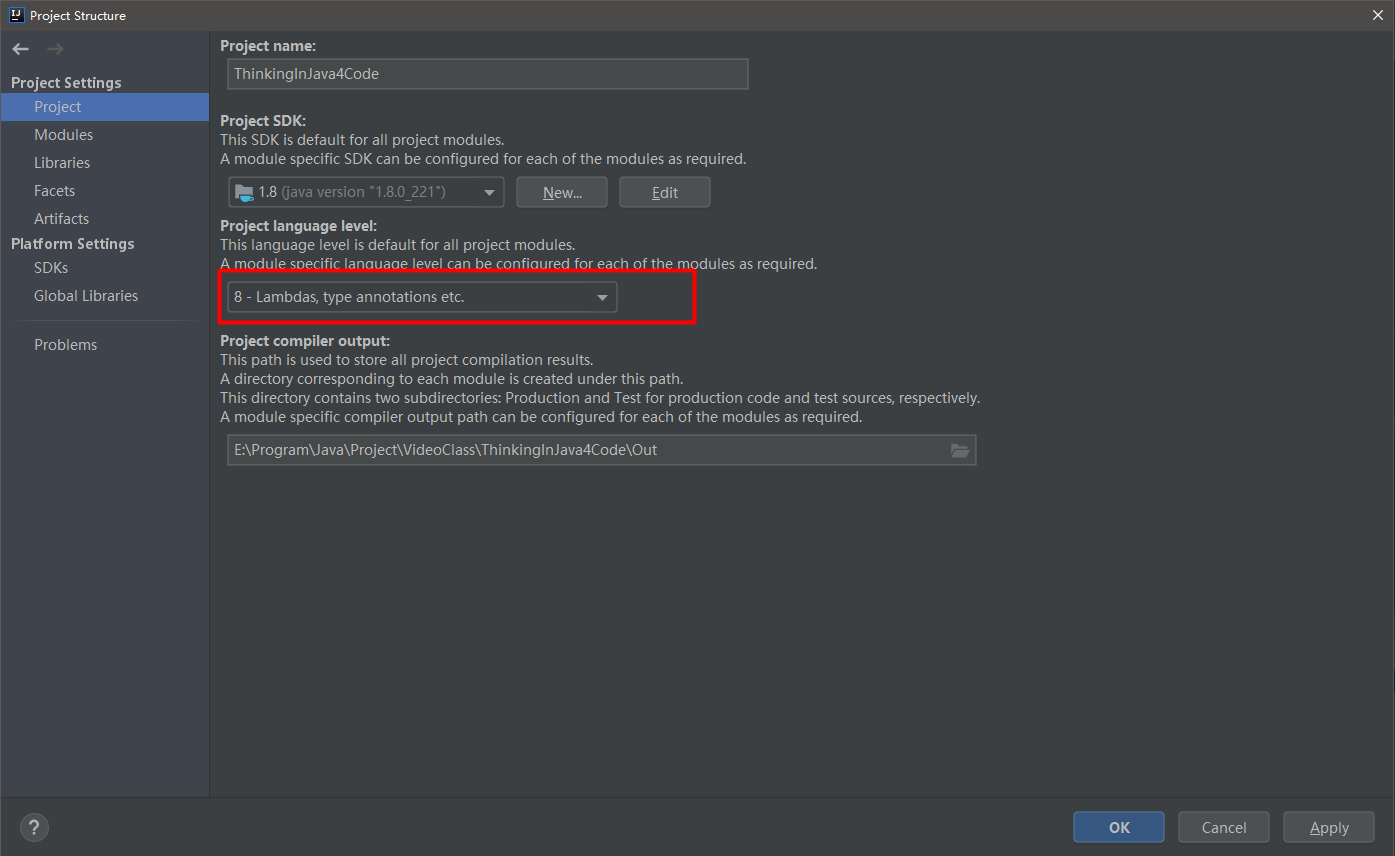 IJ Project Structure
Project Settings
Project
Modules
Libraries
Facets
Artifacts
Platform Settings
SDKs
Global Libraries
Problems
Project name:
ThinkingInJava4Code
Project SDK:
This SDK is default for all project modules.
A module specific SDK can be configured for each of the modules as required.
1.8 (java version "1.8.0_221") New... Edit
Project language level:
This language level is default for all project modules.
A module specific language level can be configured for each of the modules as required.
8 - Lambdas, type annotations etc.
Project compiler output:
This path is used to store all project compilation results.
A directory corresponding to each module is created under this path.
This directory contains two subdirectories: Production and Test for production code and test sources, respectively.
A module specific compiler output path can be configured for each of the modules as required.
E:\Program\Java\Project\VideoClass\ThinkingInJava4Code\Out
? OK Cancel Apply